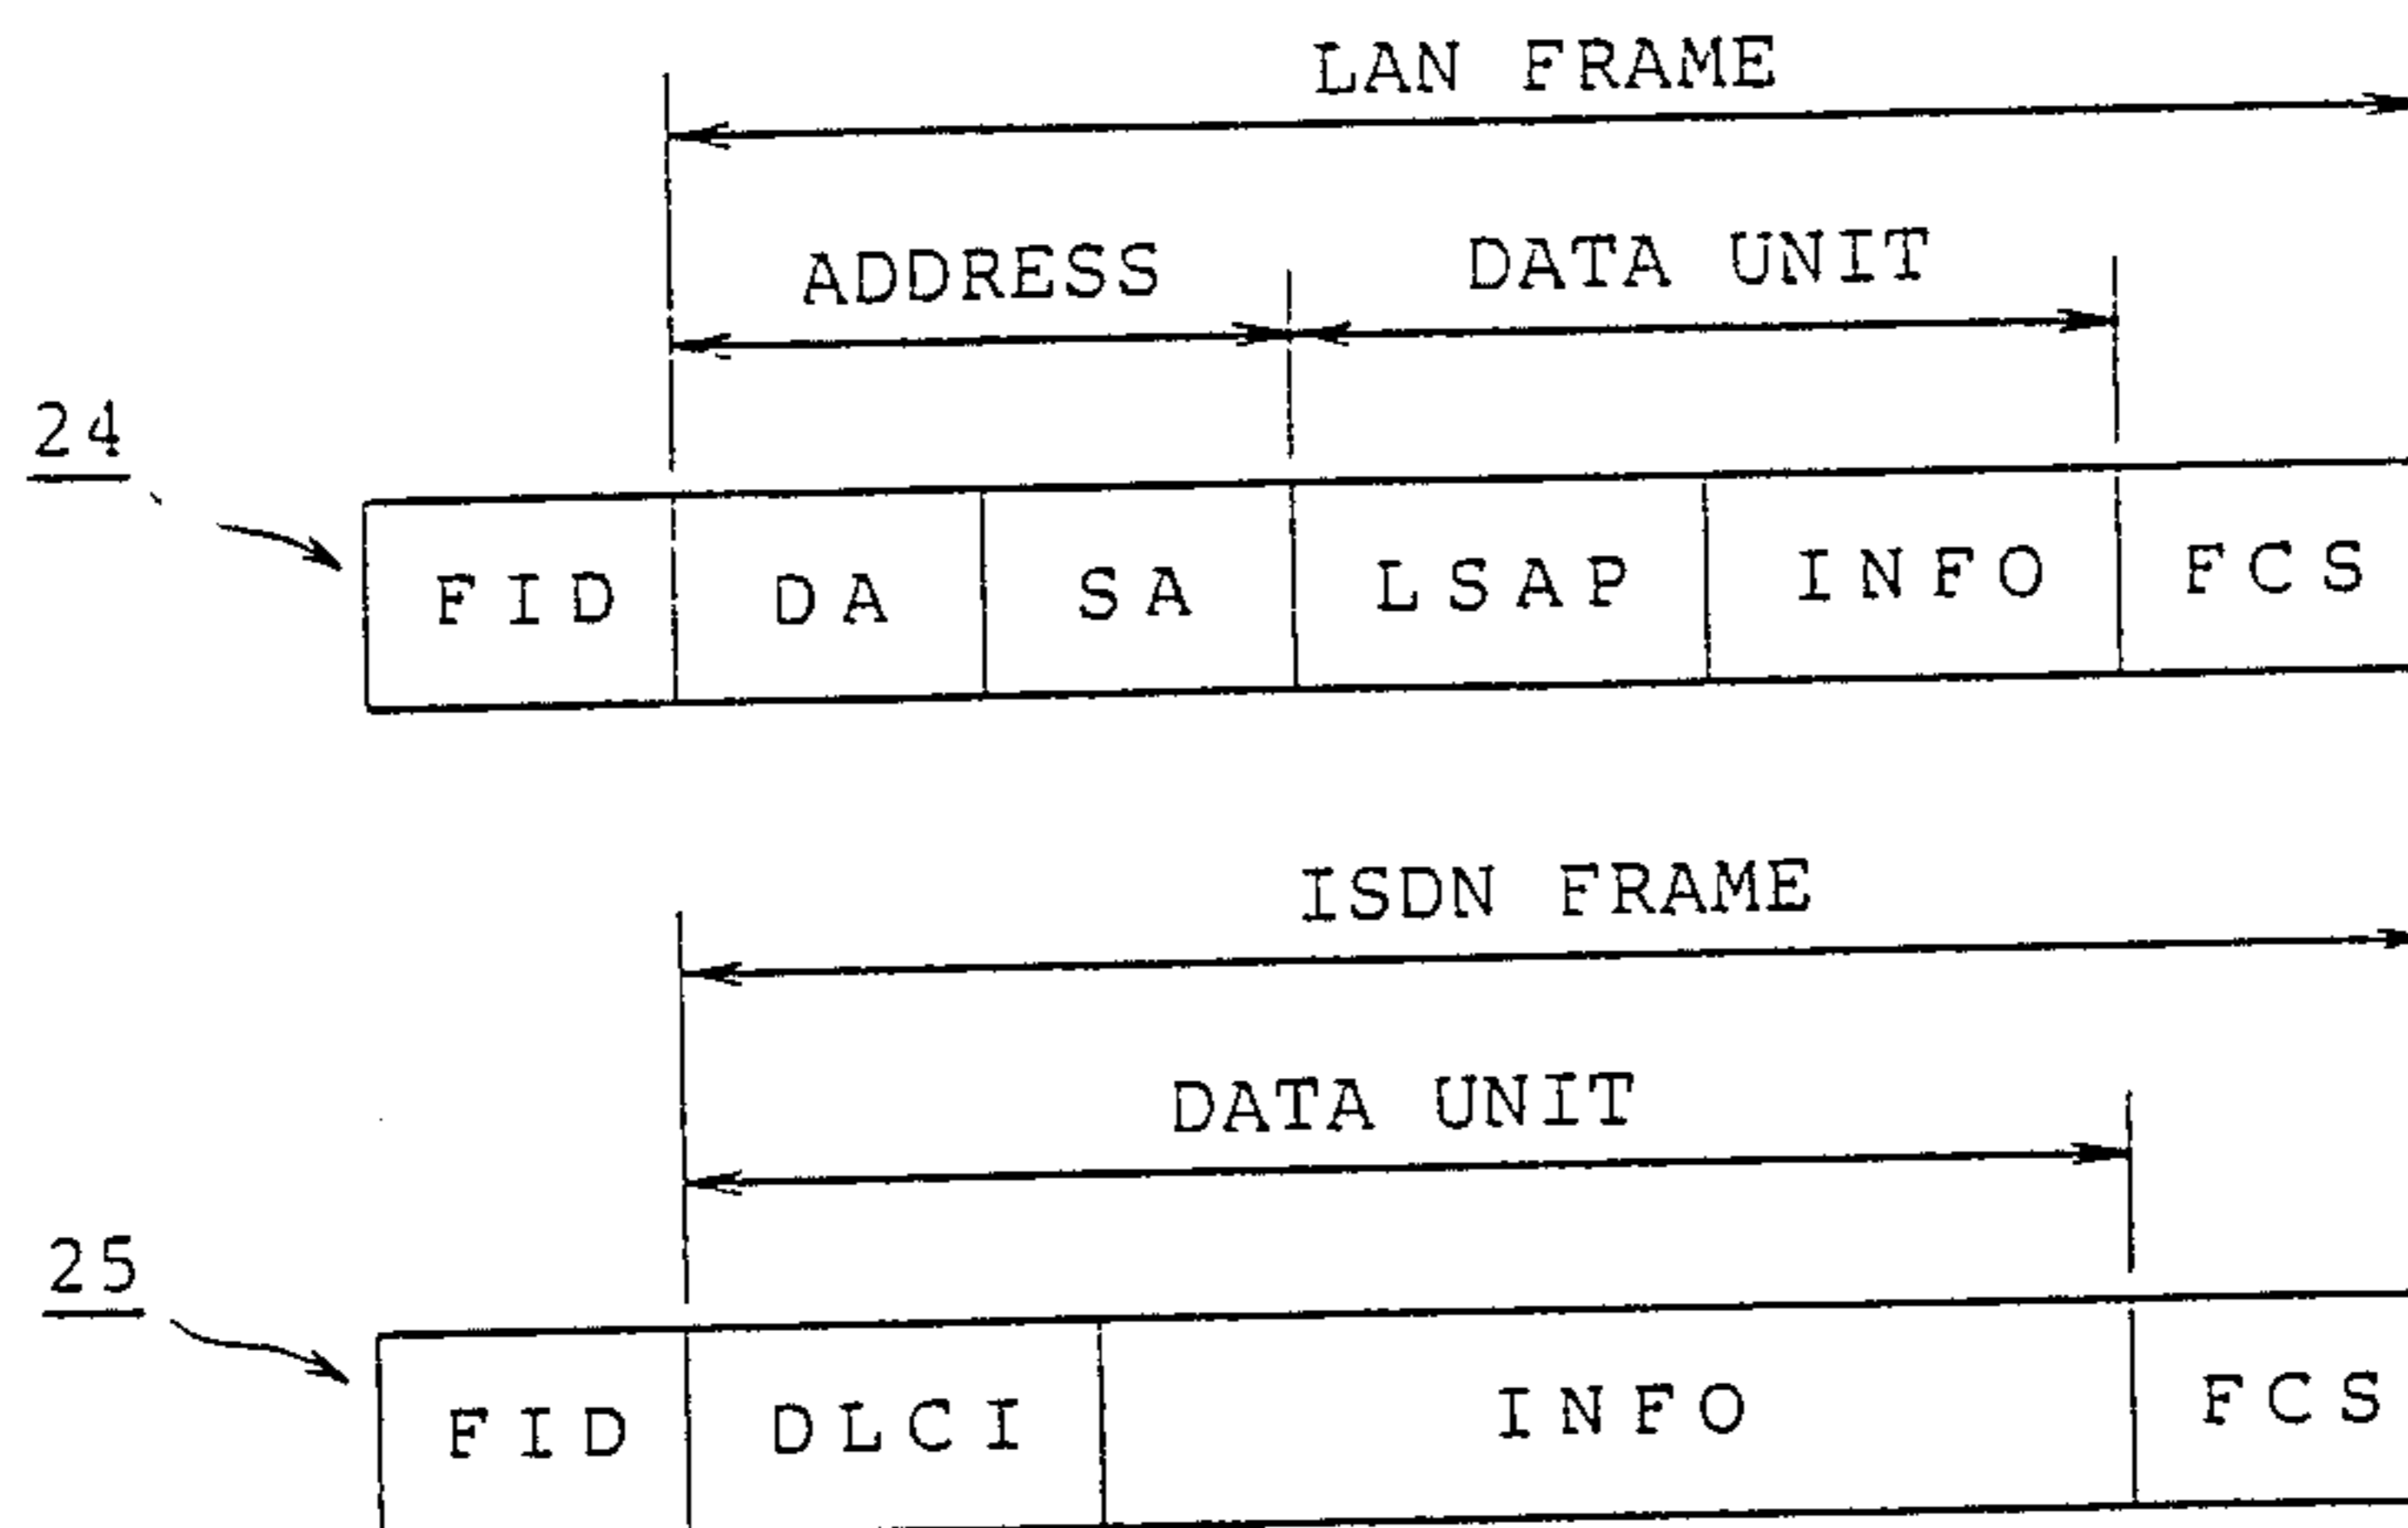 LAN FRAME
ADDRESS DATA UNIT
24
FID DA SA LSAP INFO FCS
ISDN FRAME
DATA UNIT
25
FID DLCI INFO FCS